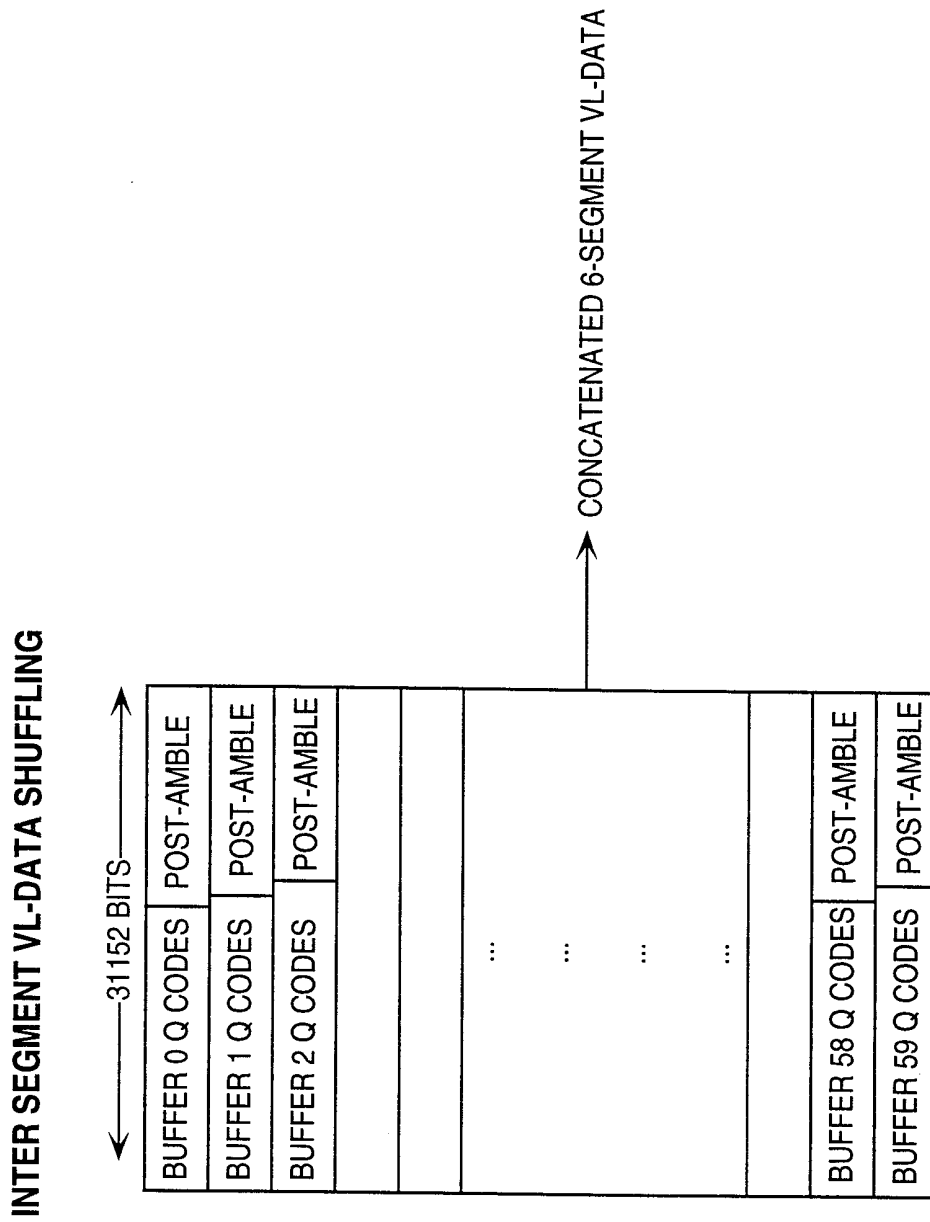 INTER SEGMENT VL-DATA SHUFFLING
31152 BITS
BUFFER 0 Q CODES POST-AMBLE
BUFFER 1 Q CODES POST-AMBLE
BUFFER 2 Q CODES POST-AMBLE
...
...
...
...
BUFFER 58 Q CODES POST-AMBLE
BUFFER 59 Q CODES POST-AMBLE
CONCATENATED 6-SEGMENT VL-DATA